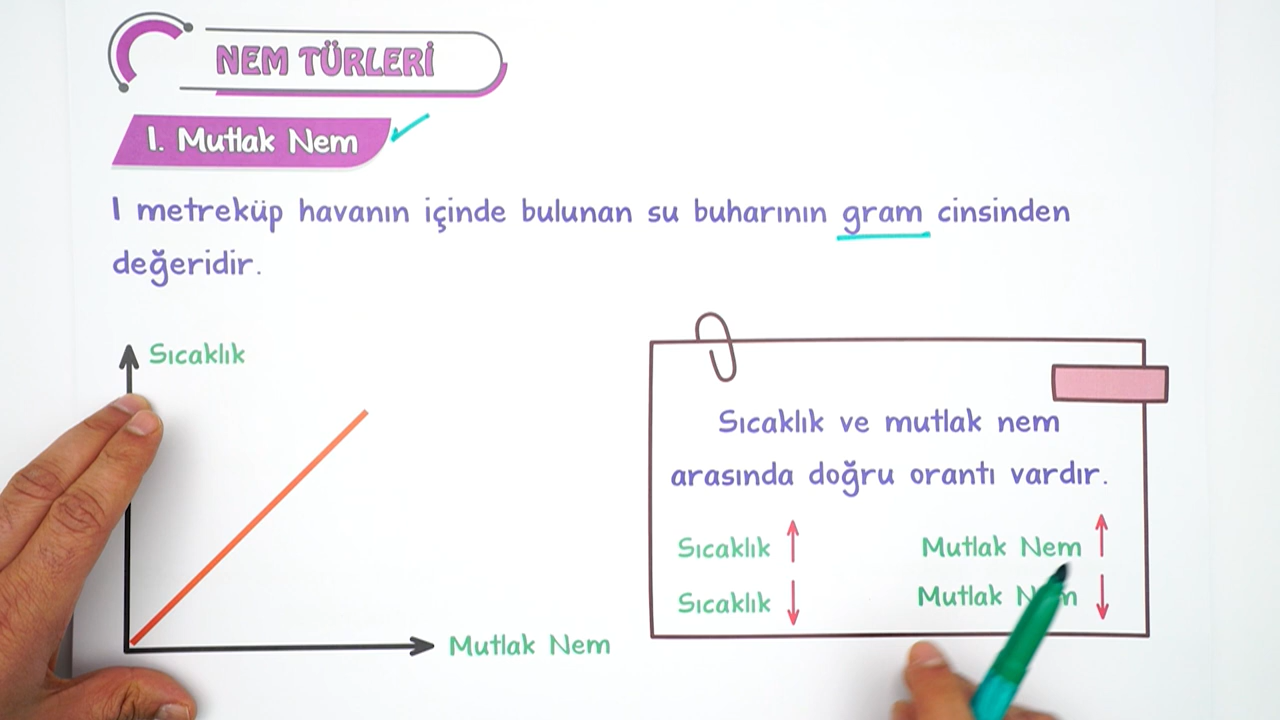 NEM TÜRLERİ
1. Mutlak Nem
1 metreküp havanın içinde bulunan su buharının gram cinsinden
değeridir.
Sıcaklık
Mutlak Nem
Sıcaklık ve mutlak nem
arasında doğru orantı vardır.
Sıcaklık ↑ Mutlak Nem ↑
Sıcaklık ↓ Mutlak Nem ↓